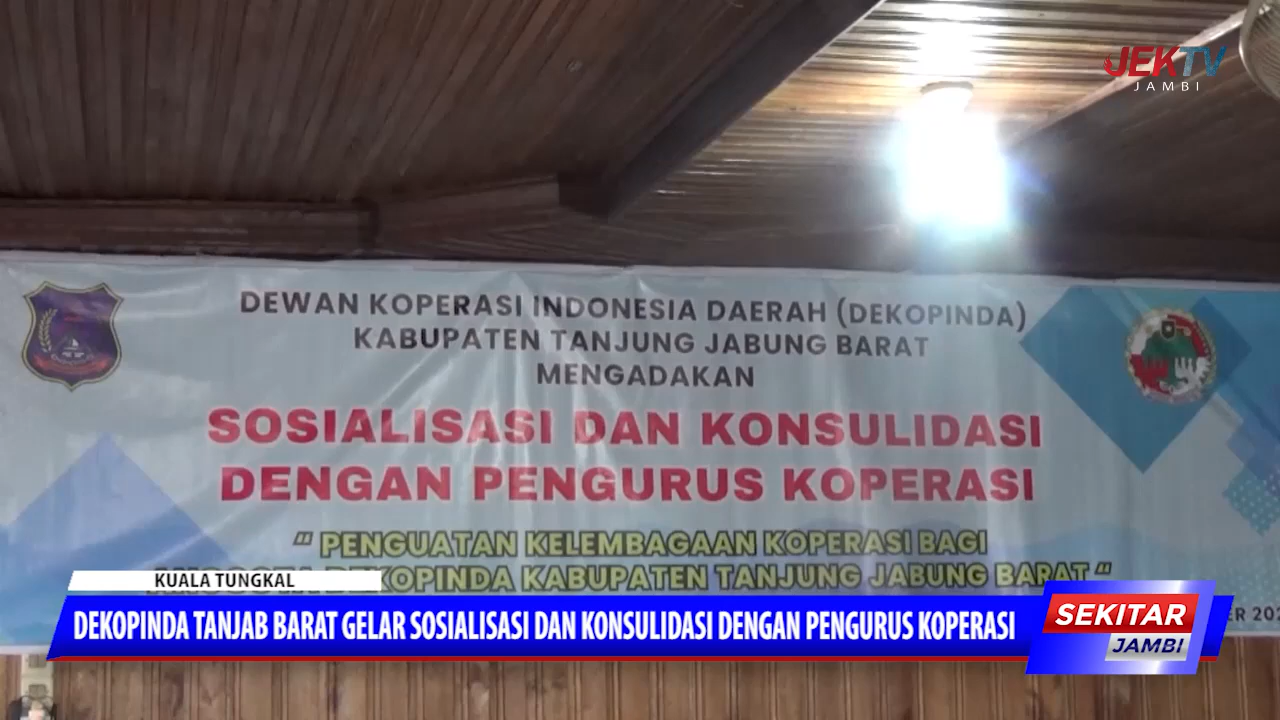 JEKTV
JAMBI
DEWAN KOPERASI INDONESIA DAERAH (DEKOPINDA)
KABUPATEN TANJUNG JABUNG BARAT
MENGADAKAN
SOSIALISASI DAN KONSULIDASI
DENGAN PENGURUS KOPERASI
“ PENGUATAN KELEMBAGAAN KOPERASI BAGI
ANGGOTA DEKOPINDA KABUPATEN TANJUNG JABUNG BARAT “
KUALA TUNGKAL
DEKOPINDA TANJAB BARAT GELAR SOSIALISASI DAN KONSULIDASI DENGAN PENGURUS KOPERASI
SEKITAR
JAMBI